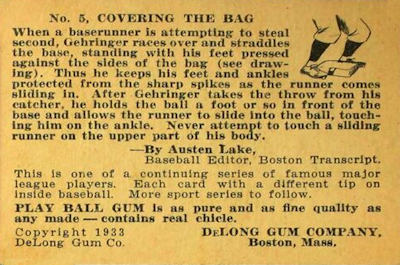 No. 5, COVERING THE BAG
When a baserunner is attempting to steal
second, Gehringer races over and straddles
the base, standing with his feet pressed
against the sides of the bag (see draw-
ing). Thus he keeps his feet and ankles
protected from the sharp spikes as the runner comes
sliding in. After Gehringer takes the throw from his
catcher, he holds the ball a foot or so in front of the
base and allows the runner to slide into the ball, touch-
ing him on the ankle. Never attempt to touch a sliding
runner on the upper part of his body.
—By Austen Lake,
Baseball Editor, Boston Transcript.
This is one of a continuing series of famous major
league players. Each card with a different tip on
inside baseball. More sport series to follow.
PLAY BALL GUM is as pure and as fine quality as
any made — contains real chicle.
Copyright 1933 DeLONG GUM COMPANY,
DeLong Gum Co. Boston, Mass.